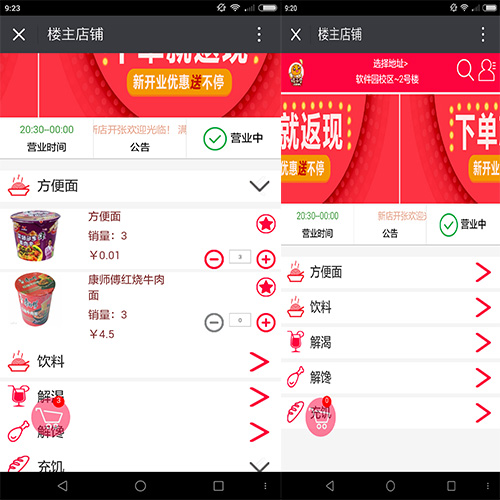 9:23
楼主店铺
下单就返现
新开业优惠送不停
20:30~00:00
营业时间
新店开张欢迎光临！ 满
公告
营业中
方便面
方便面
销量：3
￥0.01
3
康师傅红烧牛肉
面
销量：3
￥4.5
0
饮料
解渴
3
解馋
充饥
9:20
楼主店铺
选择地址>
软件园校区~2号楼
就返现
送不停
下单
新开业
20:30~00:00
营业时间
新店开张欢迎光
公告
营业中
方便面
饮料
解渴
解馋
0
充饥